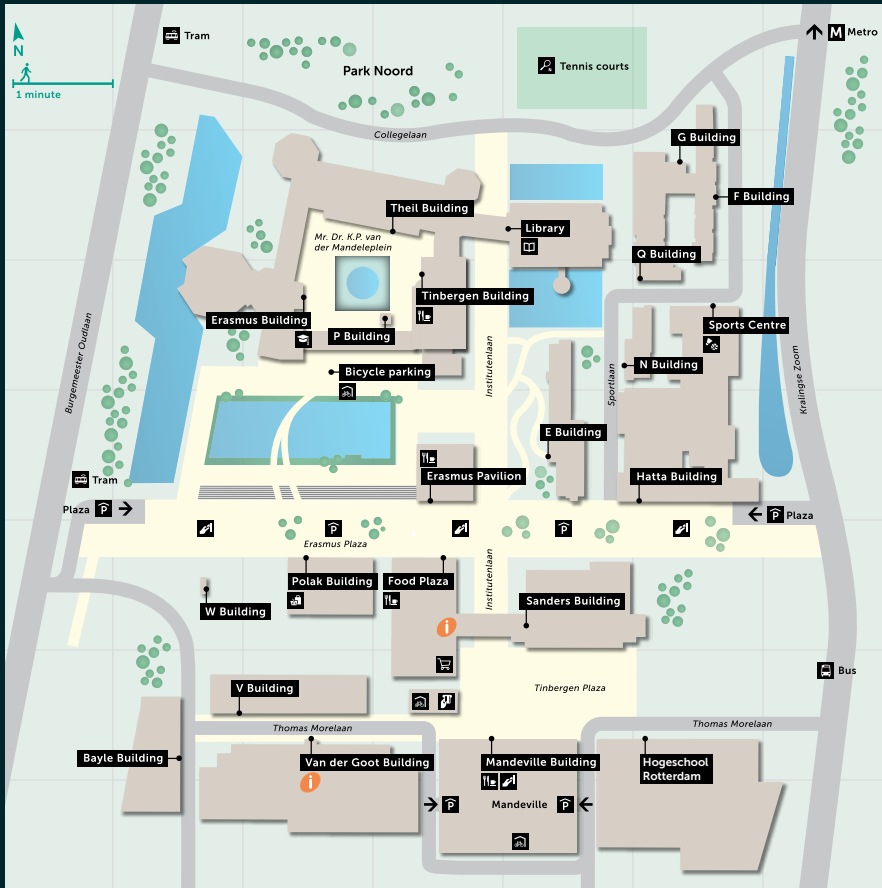 Tram
N
1 minute
Park Noord
Tennis courts
M Metro
Collegelaan
G Building
F Building
Theil Building
Library
Mr. Dr. K.P. van
der Mandeleplein
Q Building
Tinbergen Building
Erasmus Building
P Building
Sports Centre
N Building
Bicycle parking
Burgemeester Oudlaan
Institutenlaan
Sportlaan
Kralingse Zoom
E Building
Tram
Erasmus Pavilion
Hatta Building
Plaza P
P
P
P Plaza
Erasmus Plaza
Institutenlaan
Polak Building
Food Plaza
W Building
Sanders Building
i
Bus
V Building
Tinbergen Plaza
Thomas Morelaan
Thomas Morelaan
Bayle Building
Van der Goot Building
Mandeville Building
Hogeschool
Rotterdam
i
P
Mandeville
P